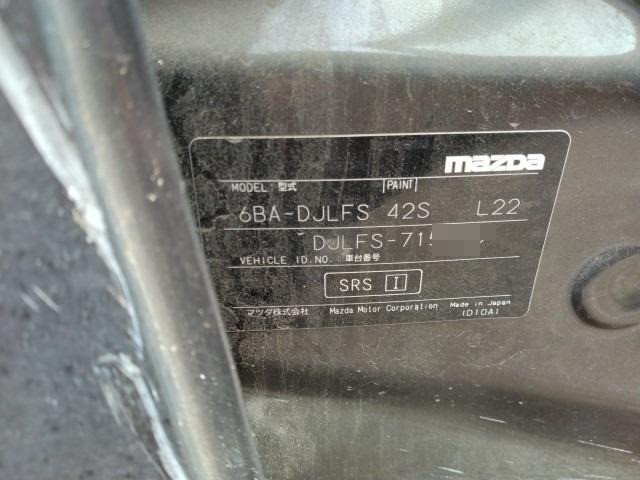 mazda
MODEL 型式 PAINT
6BA-DJLFS 42S L22
DJLFS-71
VEHICLE ID.NO. 車台番号
SRS I
マツダ株式会社 Mazda Motor Corporation Made in Japan
(D10A)